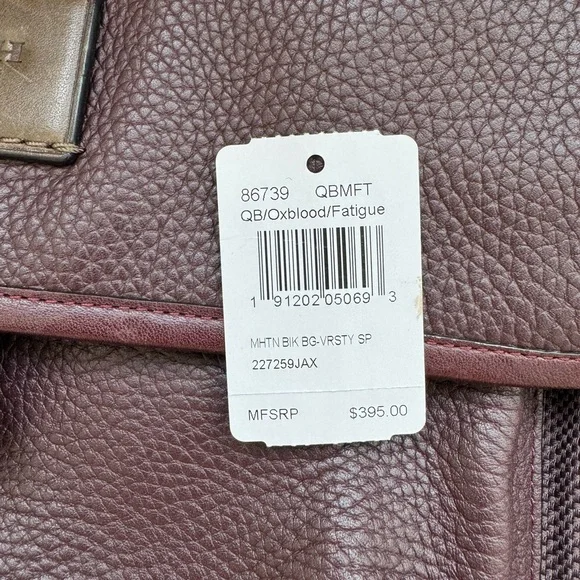 86739 QBMFT
QB/Oxblood/Fatigue
1 91202 05069 3
MHTN BIK BG-VRSTY SP
227259JAX
MFSRP $395.00